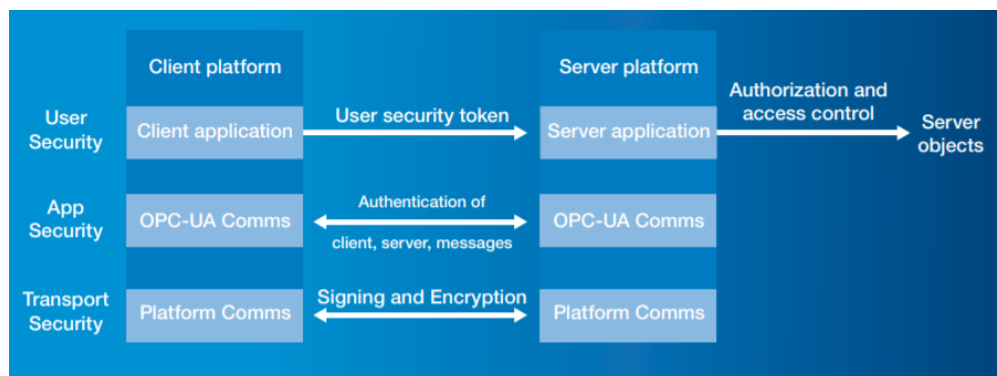 Client platform
Server platform
User
Security
Client application
User security token
Server application
Authorization and
access control
Server
objects
App
Security
OPC-UA Comms
Authentication of
client, server, messages
OPC-UA Comms
Transport
Security
Platform Comms
Signing and Encryption
Platform Comms